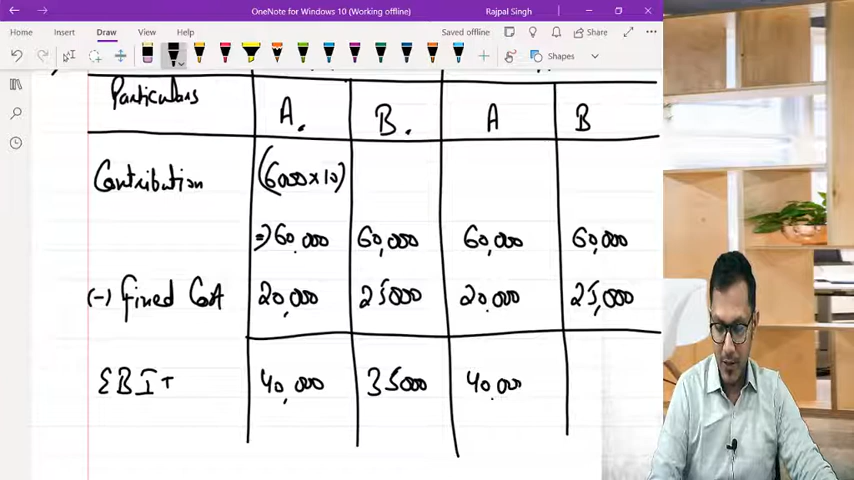 OneNote for Windows 10 (Working offline)
Rajpal Singh
Home Insert Draw View Help Saved offline Share
Shapes
Particulars A. B. A B
Contribution (6000×10)
⇒ 60,000 60,000 60,000 60,000
(-) Fixed Cost 20,000 25000 20,000 25,000
EBIT 40,000 35000 40,000